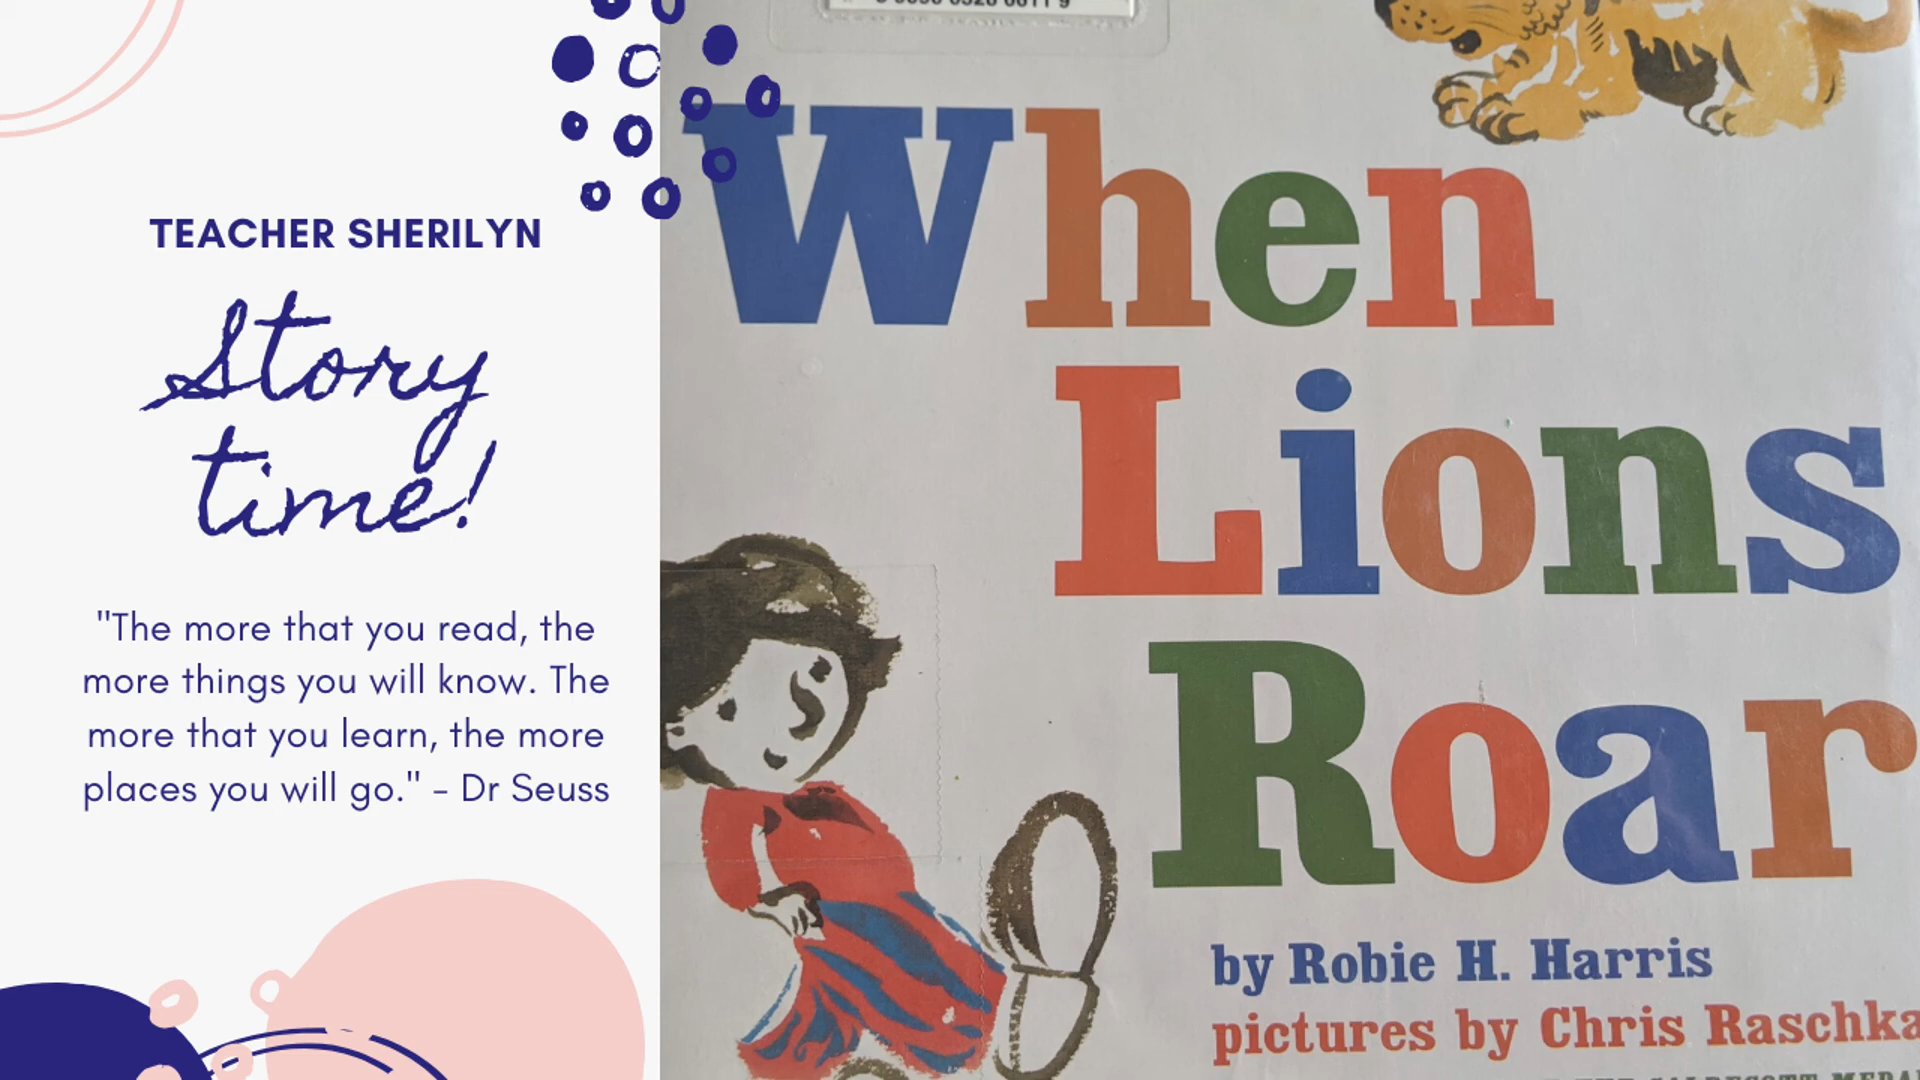 TEACHER SHERILYN
Story
time!
"The more that you read, the
more things you will know. The
more that you learn, the more
places you will go." - Dr Seuss
When
Lions
Roar
by Robie H. Harris
pictures by Chris Raschka